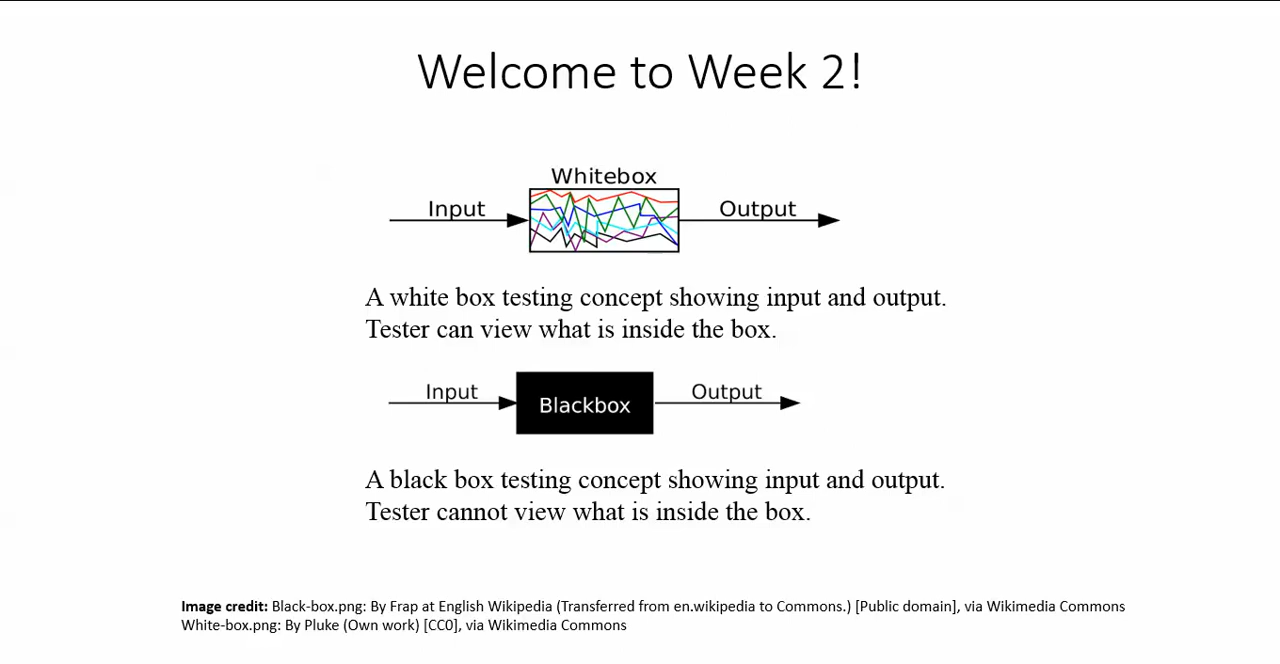 Welcome to Week 2!
Whitebox
Input
Output
A white box testing concept showing input and output.
Tester can view what is inside the box.
Input
Blackbox
Output
A black box testing concept showing input and output.
Tester cannot view what is inside the box.
Image credit: Black-box.png: By Frap at English Wikipedia (Transferred from en.wikipedia to Commons.) [Public domain], via Wikimedia Commons
White-box.png: By Pluke (Own work) [CC0], via Wikimedia Commons